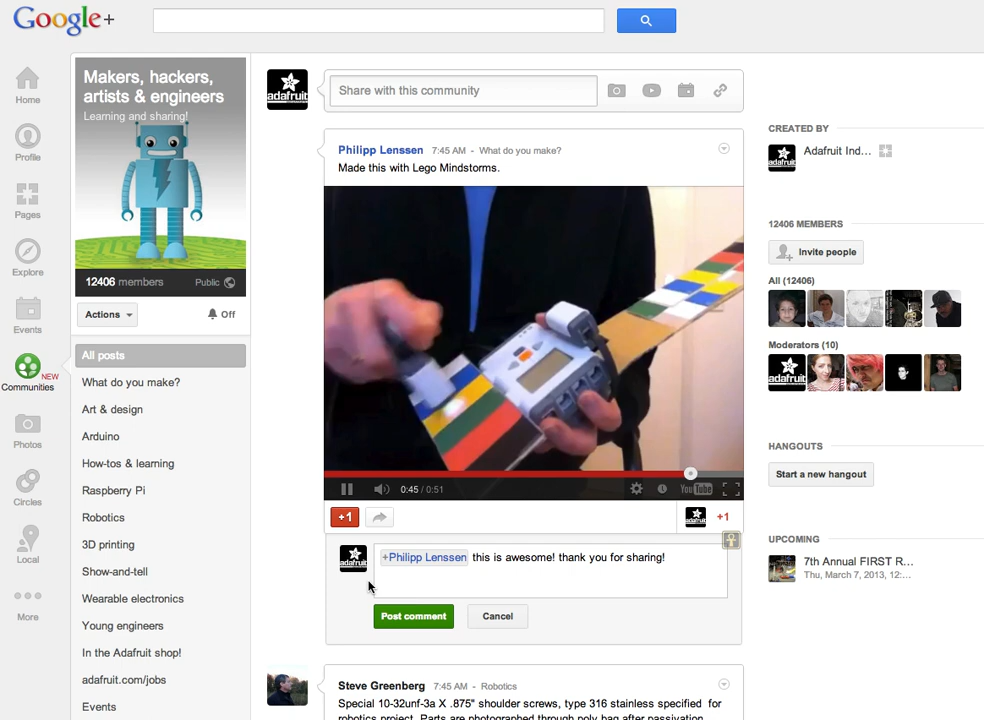 Google+
Home
Profile
Pages
Explore
Events
NEW
Communities
Photos
Circles
Local
More
Makers, hackers,
artists & engineers
Learning and sharing!
12406 members Public
Actions Off
All posts
What do you make?
Art & design
Arduino
How-tos & learning
Raspberry Pi
Robotics
3D printing
Show-and-tell
Wearable electronics
Young engineers
In the Adafruit shop!
adafruit.com/jobs
Events
adafruit
Share with this community
Philipp Lenssen 7:45 AM - What do you make?
Made this with Lego Mindstorms.
0:45 / 0:51 YouTube
+1 adafruit +1
adafruit
+Philipp Lenssen this is awesome! thank you for sharing!
Post comment Cancel
Steve Greenberg 7:45 AM - Robotics
Special 10-32unf-3a X .875" shoulder screws, type 316 stainless specified for
robotics project. Parts are photographed through poly bag after passivation
CREATED BY
adafruit
Adafruit Ind...
12406 MEMBERS
Invite people
All (12406)
Moderators (10)
adafruit
HANGOUTS
Start a new hangout
UPCOMING
7th Annual FIRST R...
Thu, March 7, 2013, 12:...